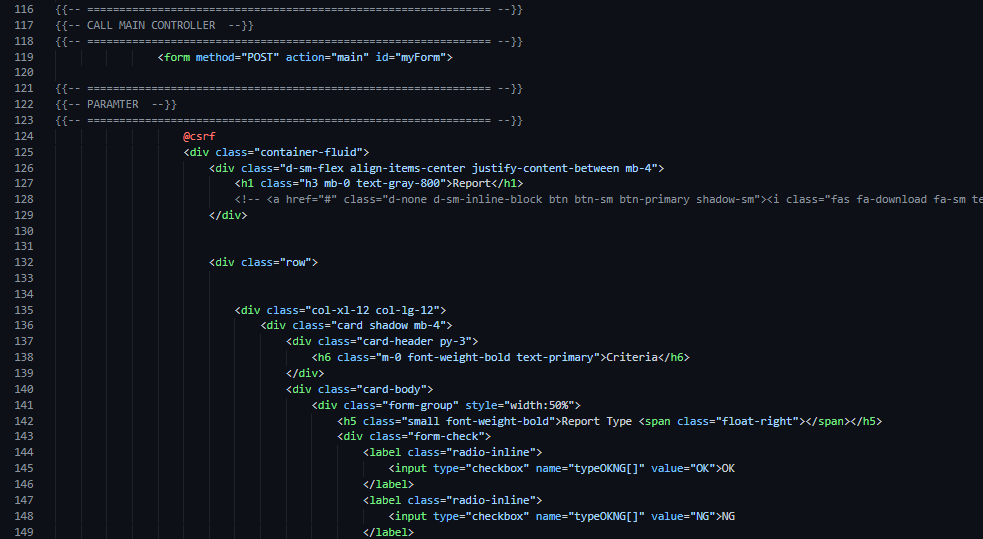 116 {{-- =============================================================== --}}
117 {{-- CALL MAIN CONTROLLER  --}}
118 {{-- =============================================================== --}}
119 <form method="POST" action="main" id="myForm">
120
121 {{-- =============================================================== --}}
122 {{-- PARAMTER  --}}
123 {{-- =============================================================== --}}
124 @csrf
125 <div class="container-fluid">
126 <div class="d-sm-flex align-items-center justify-content-between mb-4">
127 <h1 class="h3 mb-0 text-gray-800">Report</h1>
128 <!-- <a href="#" class="d-none d-sm-inline-block btn btn-sm btn-primary shadow-sm"><i class="fas fa-download fa-sm te
129 </div>
130
131
132 <div class="row">
133
134
135 <div class="col-xl-12 col-lg-12">
136 <div class="card shadow mb-4">
137 <div class="card-header py-3">
138 <h6 class="m-0 font-weight-bold text-primary">Criteria</h6>
139 </div>
140 <div class="card-body">
141 <div class="form-group" style="width:50%">
142 <h5 class="small font-weight-bold">Report Type <span class="float-right"></span></h5>
143 <div class="form-check">
144 <label class="radio-inline">
145 <input type="checkbox" name="typeOKNG[]" value="OK">OK
146 </label>
147 <label class="radio-inline">
148 <input type="checkbox" name="typeOKNG[]" value="NG">NG
149 </label>